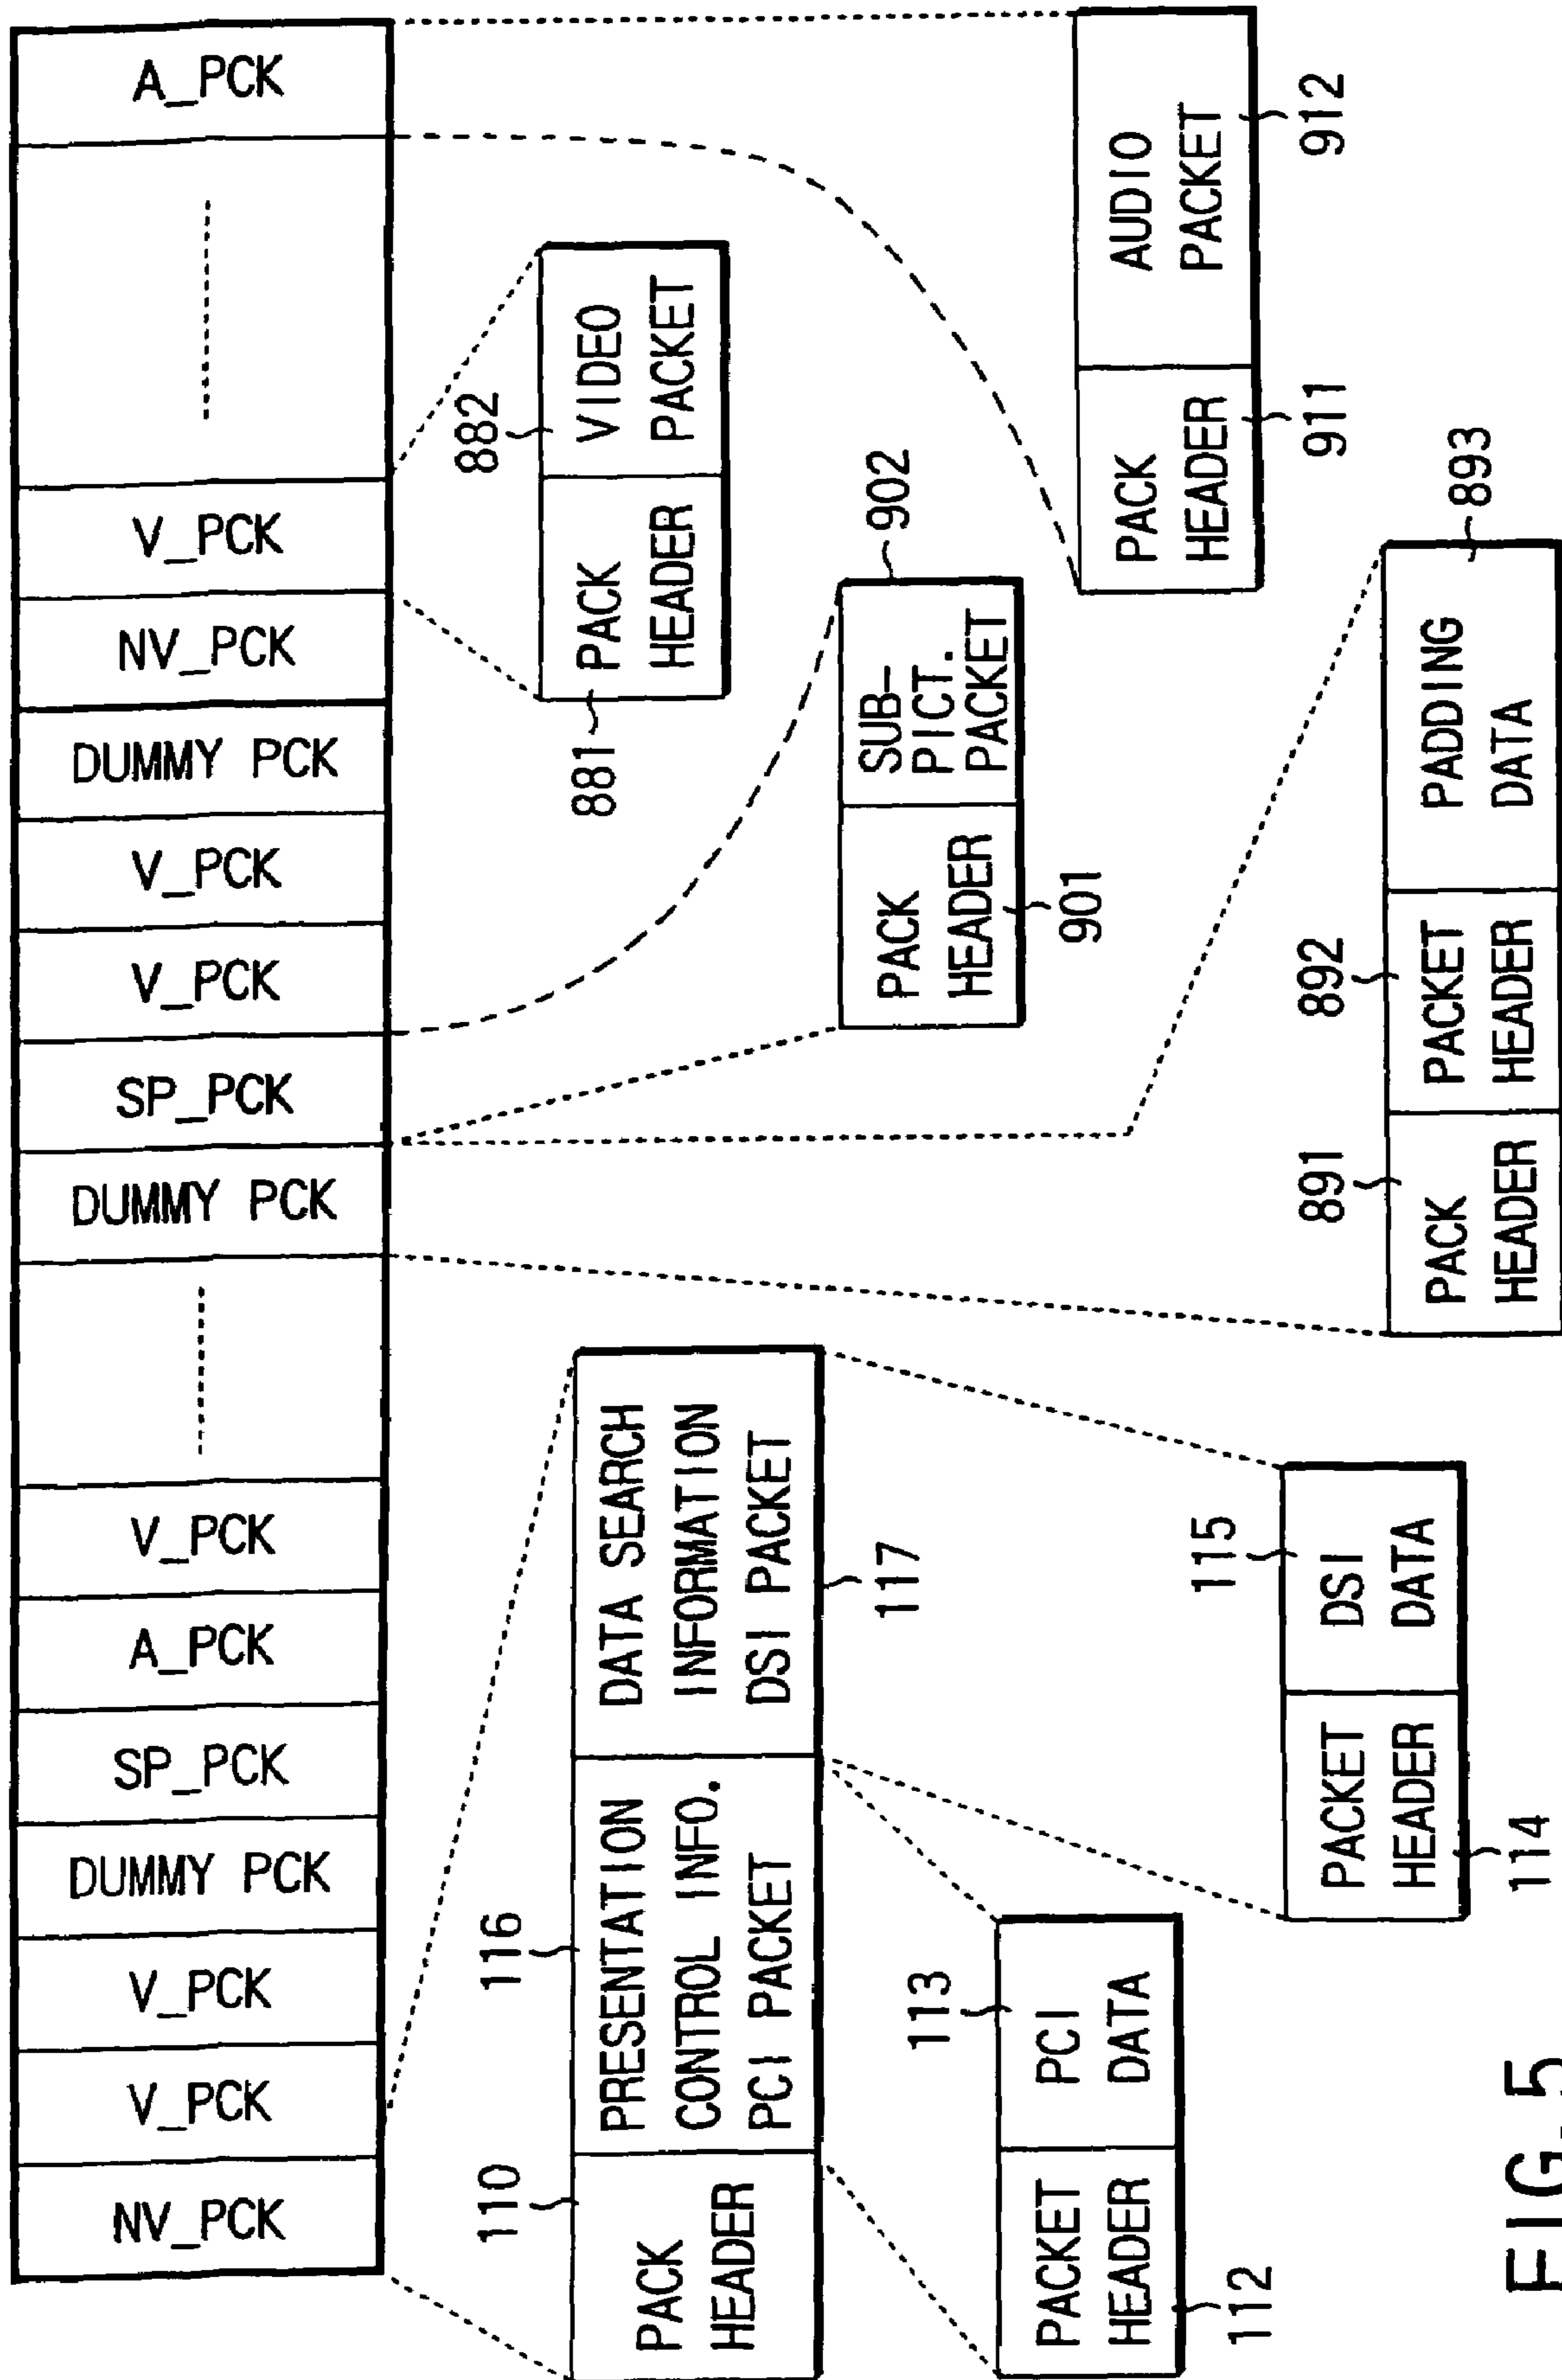 NV_PCK
V_PCK
V_PCK
DUMMY PCK
SP_PCK
A_PCK
V_PCK
DUMMY PCK
SP_PCK
V_PCK
V_PCK
DUMMY PCK
NV_PCK
V_PCK
A_PCK
110
116
PACK
HEADER
PRESENTATION
CONTROL INFO.
PCI PACKET
DATA SEARCH
INFORMATION
DSI PACKET
117
881
882
PACK
HEADER
VIDEO
PACKET
PACK
HEADER
SUB-
PICT.
PACKET
901
902
113
PACKET
HEADER
PCI
DATA
112
PACK
HEADER
AUDIO
PACKET
911
912
115
PACKET
HEADER
DSI
DATA
114
891
892
PACK
HEADER
PACKET
HEADER
PADDING
DATA
893
FIG. 5